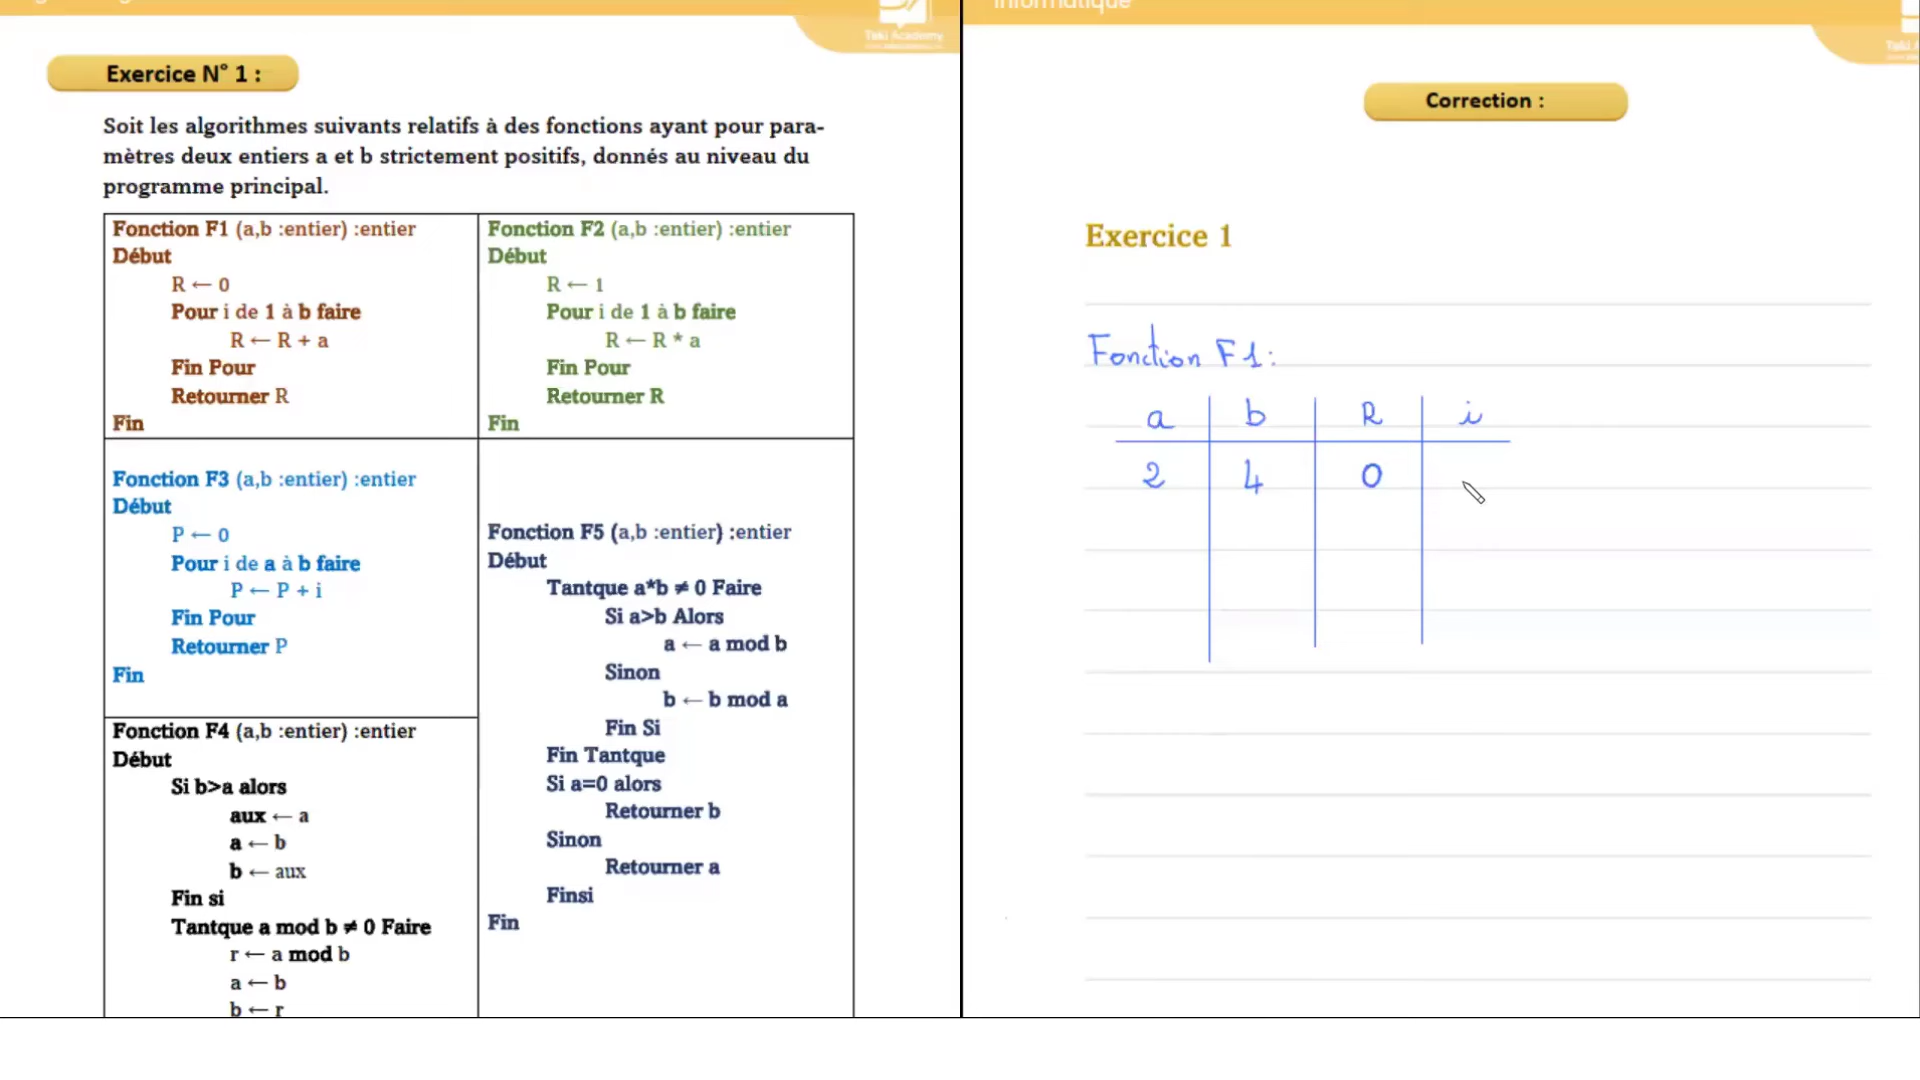 Informatique
Taki Academy
Exercice N° 1 :
Soit les algorithmes suivants relatifs à des fonctions ayant pour para-
mètres deux entiers a et b strictement positifs, donnés au niveau du
programme principal.
Fonction F1 (a,b :entier) :entier
Début
R ← 0
Pour i de 1 à b faire
R ← R + a
Fin Pour
Retourner R
Fin
Fonction F2 (a,b :entier) :entier
Début
R ← 1
Pour i de 1 à b faire
R ← R * a
Fin Pour
Retourner R
Fin
Fonction F3 (a,b :entier) :entier
Début
P ← 0
Pour i de a à b faire
P ← P + i
Fin Pour
Retourner P
Fin
Fonction F4 (a,b :entier) :entier
Début
Si b>a alors
aux ← a
a ← b
b ← aux
Fin si
Tantque a mod b ≠ 0 Faire
r ← a mod b
a ← b
b ← r
Fonction F5 (a,b :entier) :entier
Début
Tantque a*b ≠ 0 Faire
Si a>b Alors
a ← a mod b
Sinon
b ← b mod a
Fin Si
Fin Tantque
Si a=0 alors
Retourner b
Sinon
Retourner a
Finsi
Fin
Correction :
Exercice 1
Fonction F1:
a b R i
2 4 0